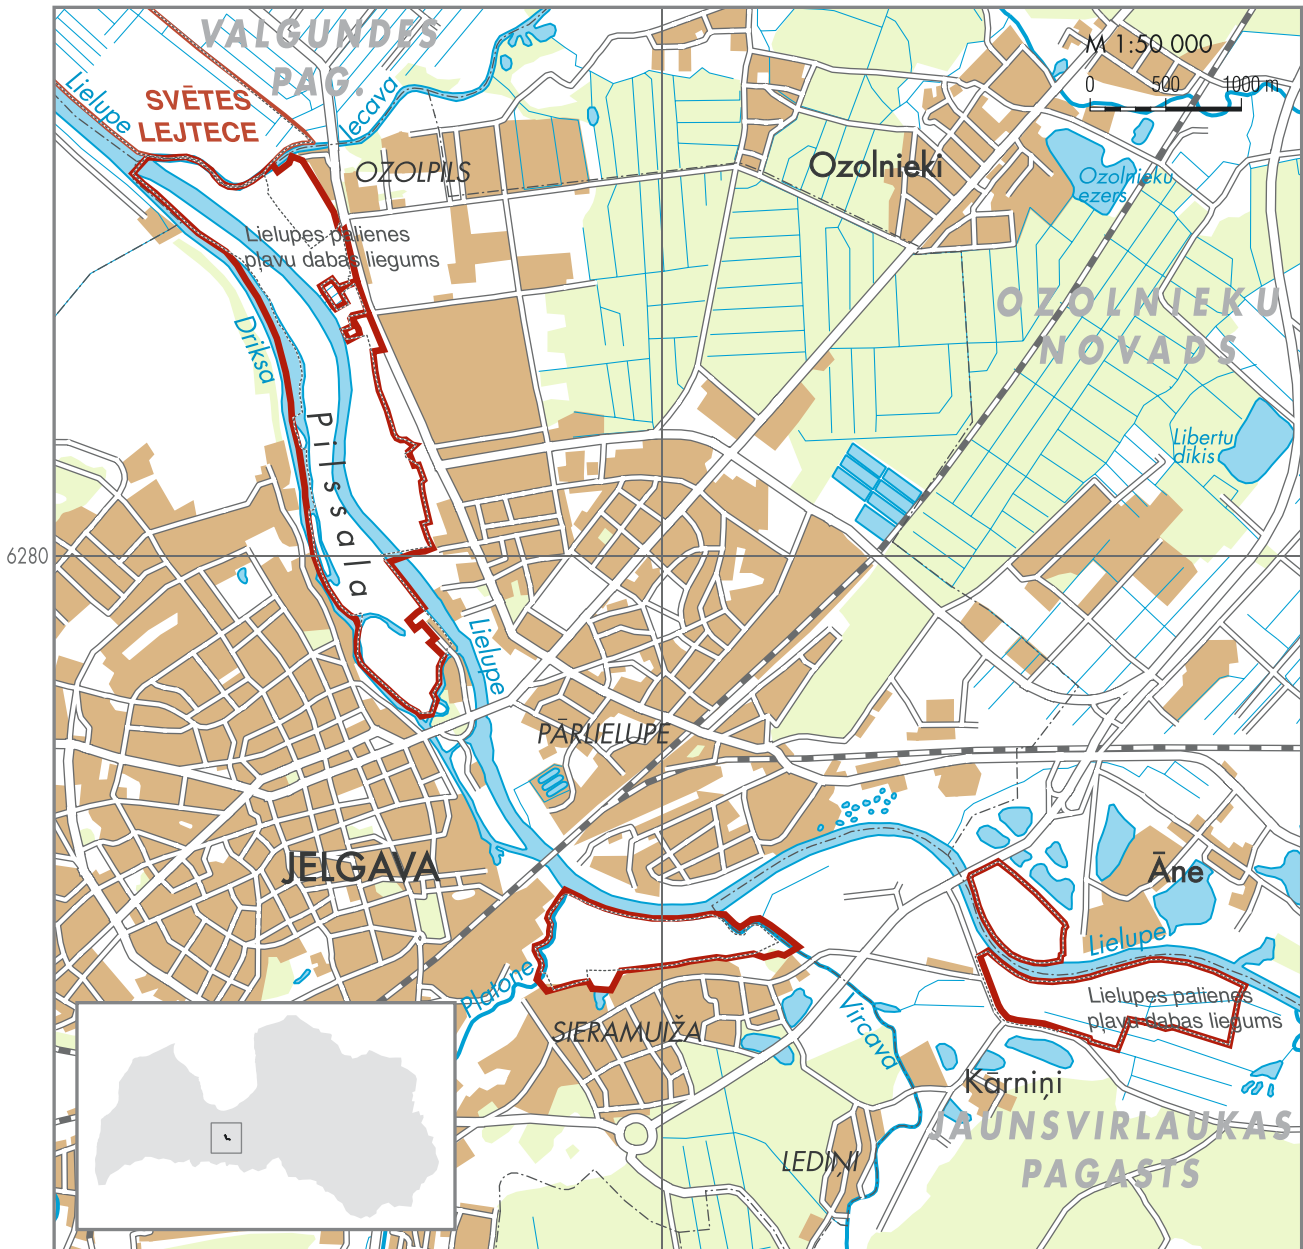 VALGUNDES
PAG.
M 1:50 000
0 500 1000 m
Lielupe
SVĒTES
LEJTECE
Iecava
OZOLPILS
Ozolnieki
Ozolnieku
ezers
Lielupes palienes
pļavu dabas liegums
OZOLNIEKU
NOVADS
Driksa
Pilssala
Libertu
dīķis
6280
Lielupe
PĀRLIELUPE
JELGAVA
Āne
Lielupe
Platone
Vircava
Lielupes palienes
pļavu dabas liegums
SIERAMUIŽA
Kārniņi
JAUNSVIRLAUKAS
PAGASTS
LEDIŅI